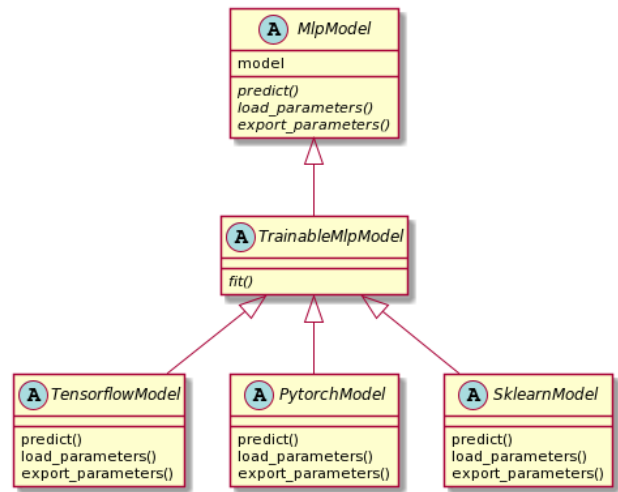 A MlpModel
model
predict()
load_parameters()
export_parameters()
A TrainableMlpModel
fit()
A TensorflowModel
predict()
load_parameters()
export_parameters()
A PytorchModel
predict()
load_parameters()
export_parameters()
A SklearnModel
predict()
load_parameters()
export_parameters()